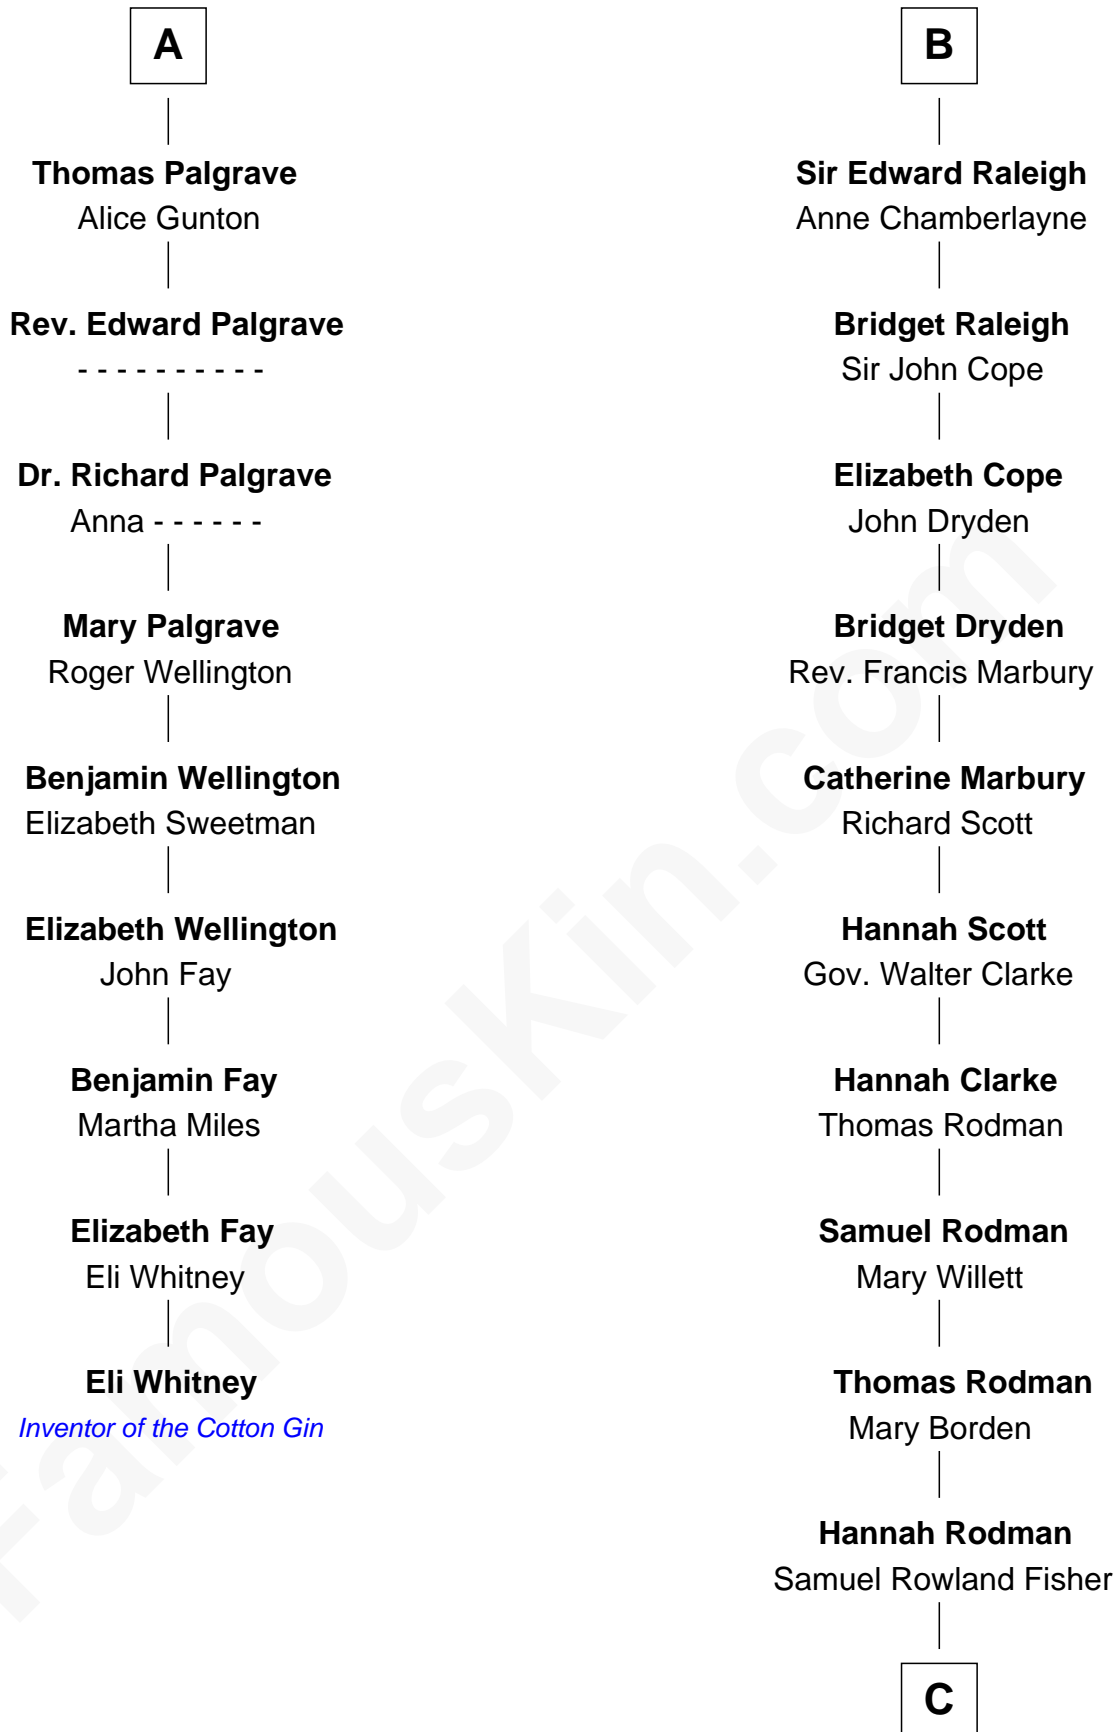 A
Thomas Palgrave
Alice Gunton
Rev. Edward Palgrave
- - - - - - - - - -
Dr. Richard Palgrave
Anna - - - - - -
Mary Palgrave
Roger Wellington
Benjamin Wellington
Elizabeth Sweetman
Elizabeth Wellington
John Fay
Benjamin Fay
Martha Miles
Elizabeth Fay
Eli Whitney
Eli Whitney
Inventor of the Cotton Gin
B
Sir Edward Raleigh
Anne Chamberlayne
Bridget Raleigh
Sir John Cope
Elizabeth Cope
John Dryden
Bridget Dryden
Rev. Francis Marbury
Catherine Marbury
Richard Scott
Hannah Scott
Gov. Walter Clarke
Hannah Clarke
Thomas Rodman
Samuel Rodman
Mary Willett
Thomas Rodman
Mary Borden
Hannah Rodman
Samuel Rowland Fisher
C
FamousKin.com